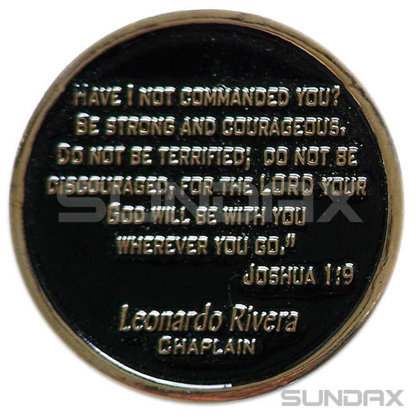 HAVE I NOT COMMANDED YOU?
BE STRONG AND COURAGEOUS.
DO NOT BE TERRIFIED; DO NOT BE
DISCOURAGED, FOR THE LORD YOUR
GOD WILL BE WITH YOU
WHEREVER YOU GO."
JOSHUA 1:9
Leonardo Rivera
CHAPLAIN
SUNDAX
SUNDAX